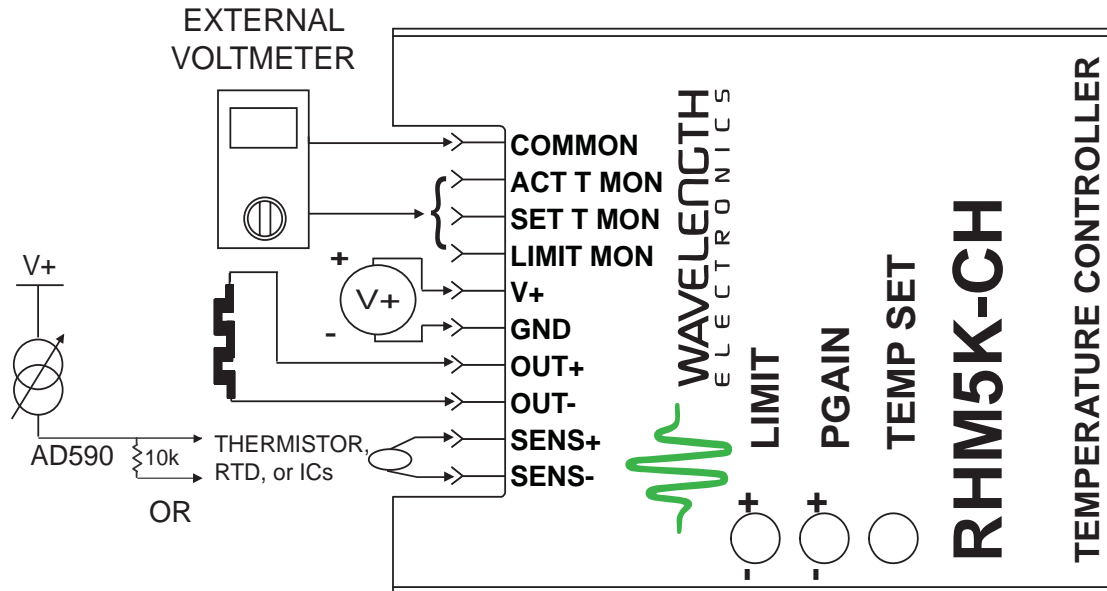 EXTERNAL
VOLTMETER
COMMON
ACT T MON
SET T MON
LIMIT MON
V+
GND
OUT+
OUT-
SENS+
SENS-
+
V+
-
V+
AD590
10k
THERMISTOR,
RTD, or ICs
OR
WAVELENGTH
ELECTRONICS
LIMIT
+
-
PGAIN
+
-
TEMP SET
RHM5K-CH
TEMPERATURE CONTROLLER